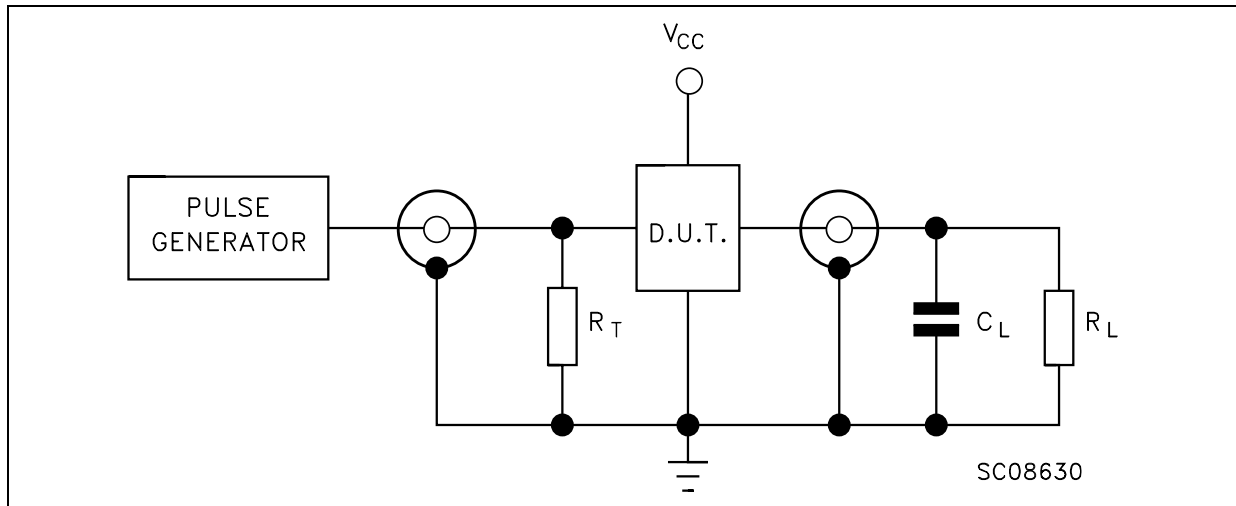 VCC
PULSE
GENERATOR
D.U.T.
RT
CL
RL
SC08630